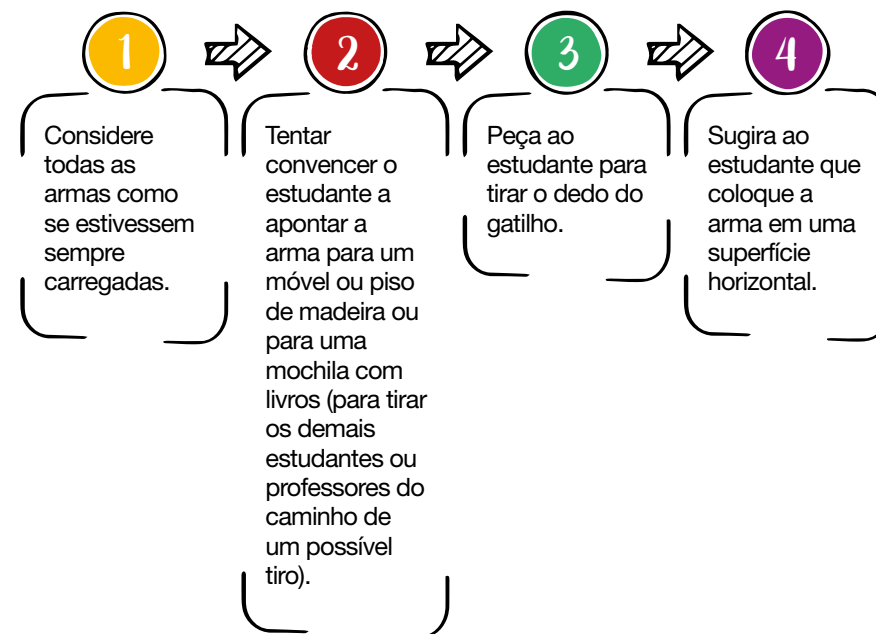 1
Considere
todas as
armas como
se estivessem
sempre
carregadas.
2
Tentar
convencer o
estudante a
apontar a
arma para um
móvel ou piso
de madeira ou
para uma
mochila com
livros (para tirar
os demais
estudantes ou
professores do
caminho de
um possível
tiro).
3
Peça ao
estudante para
tirar o dedo do
gatilho.
4
Sugira ao
estudante que
coloque a
arma em uma
superfície
horizontal.